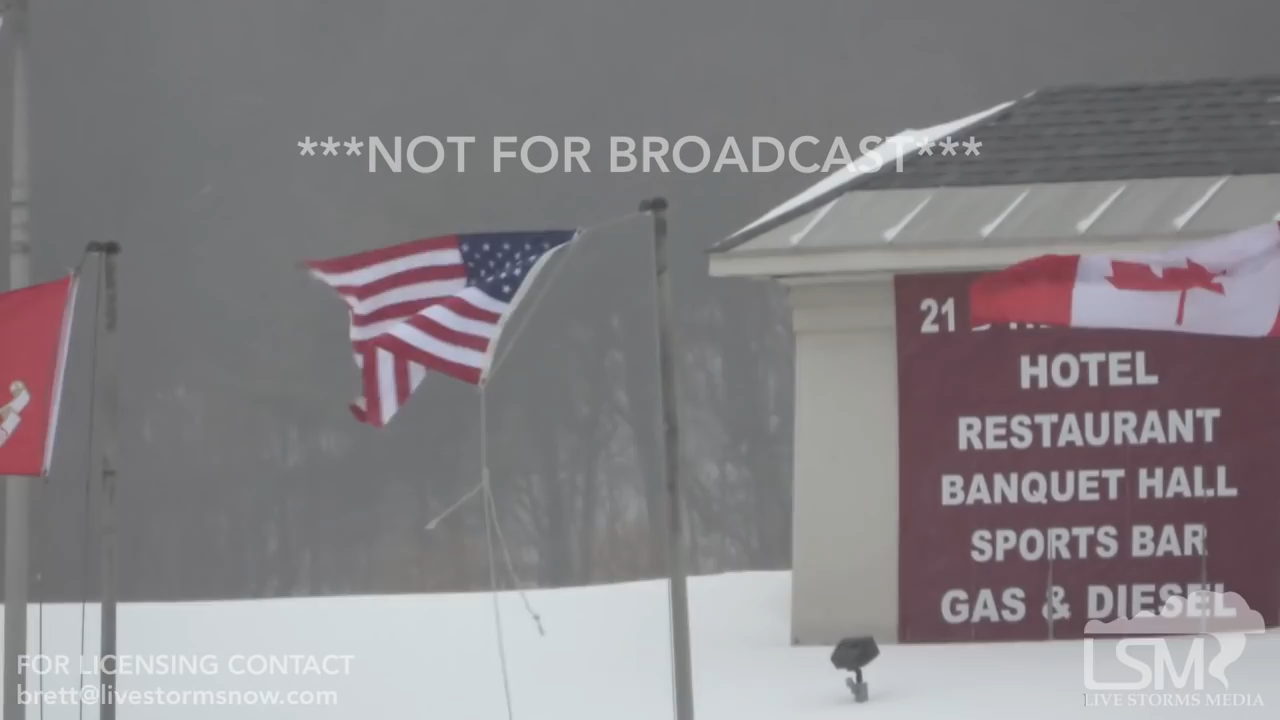 ***NOT FOR BROADCAST***
21
HOTEL
RESTAURANT
BANQUET HALL
SPORTS BAR
GAS & DIESEL
FOR LICENSING CONTACT
brett@livestormsnow.com
LSM
LIVE STORMS MEDIA